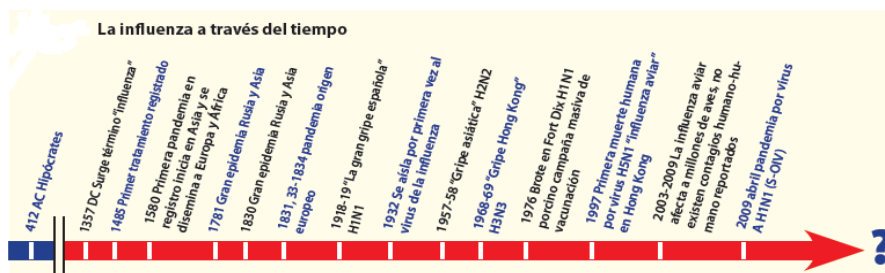 La influenza a través del tiempo
412 AC Hipócrates
1357 DC Surge término "influenza"
1485 Primer tratamiento registrado
1580 Primera pandemia en
registro inicia en Asia y se
disemina a Europa y África
1781 Gran epidemia Rusia y Asia
1830 Gran epidemia Rusia y Asia
1831, 33-1834 pandemia origen
europeo
1918-19 "La gran gripe española"
H1N1
1932 Se aísla por primera vez al
virus de la influenza
1957-58 "Gripe asiática" H2N2
1968-69 "Gripe Hong Kong"
H3N3
1976 Brote en Fort Dix H1N1
porcino campaña masiva de
vacunación
1997 Primera muerte humana
por virus H5N1 "influenza aviar"
en Hong Kong
2003-2009 La influenza aviar
afecta a millones de aves, no
existen contagios humano-hu-
mano reportados
2009 abril pandemia por virus
A H1N1 (S-OIV)
?